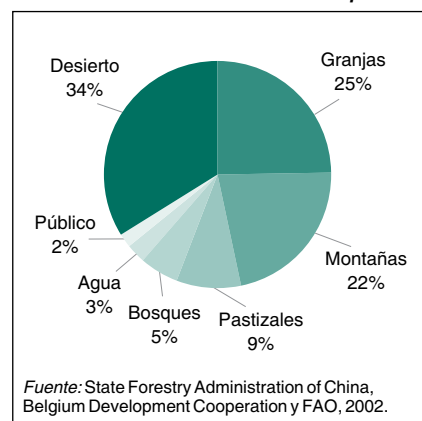 Desierto
34%
Granjas
25%
Montañas
22%
Pastizales
9%
Bosques
5%
Agua
3%
Público
2%
Fuente: State Forestry Administration of China,
Belgium Development Cooperation y FAO, 2002.